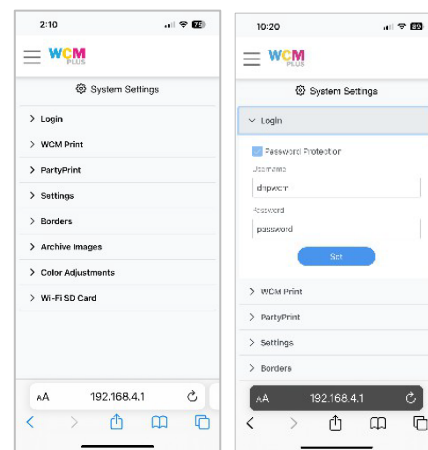 2:10
WCM
PLUS
System Settings
Login
WCM Print
PartyPrint
Settings
Borders
Archive Images
Color Adjustments
Wi-Fi SD Card
AA 192.168.4.1
10:20
WCM
PLUS
System Settings
Login
Password Protection
Username
dnpwcm
Password
password
Set
WCM Print
PartyPrint
Settings
Borders
AA 192.168.4.1